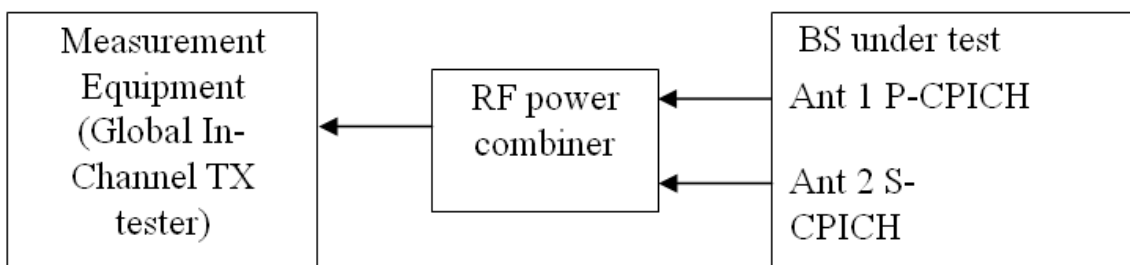 Measurement
Equipment
(Global In-
Channel TX
tester)
RF power
combiner
BS under test
Ant 1 P-CPICH
Ant 2 S-
CPICH